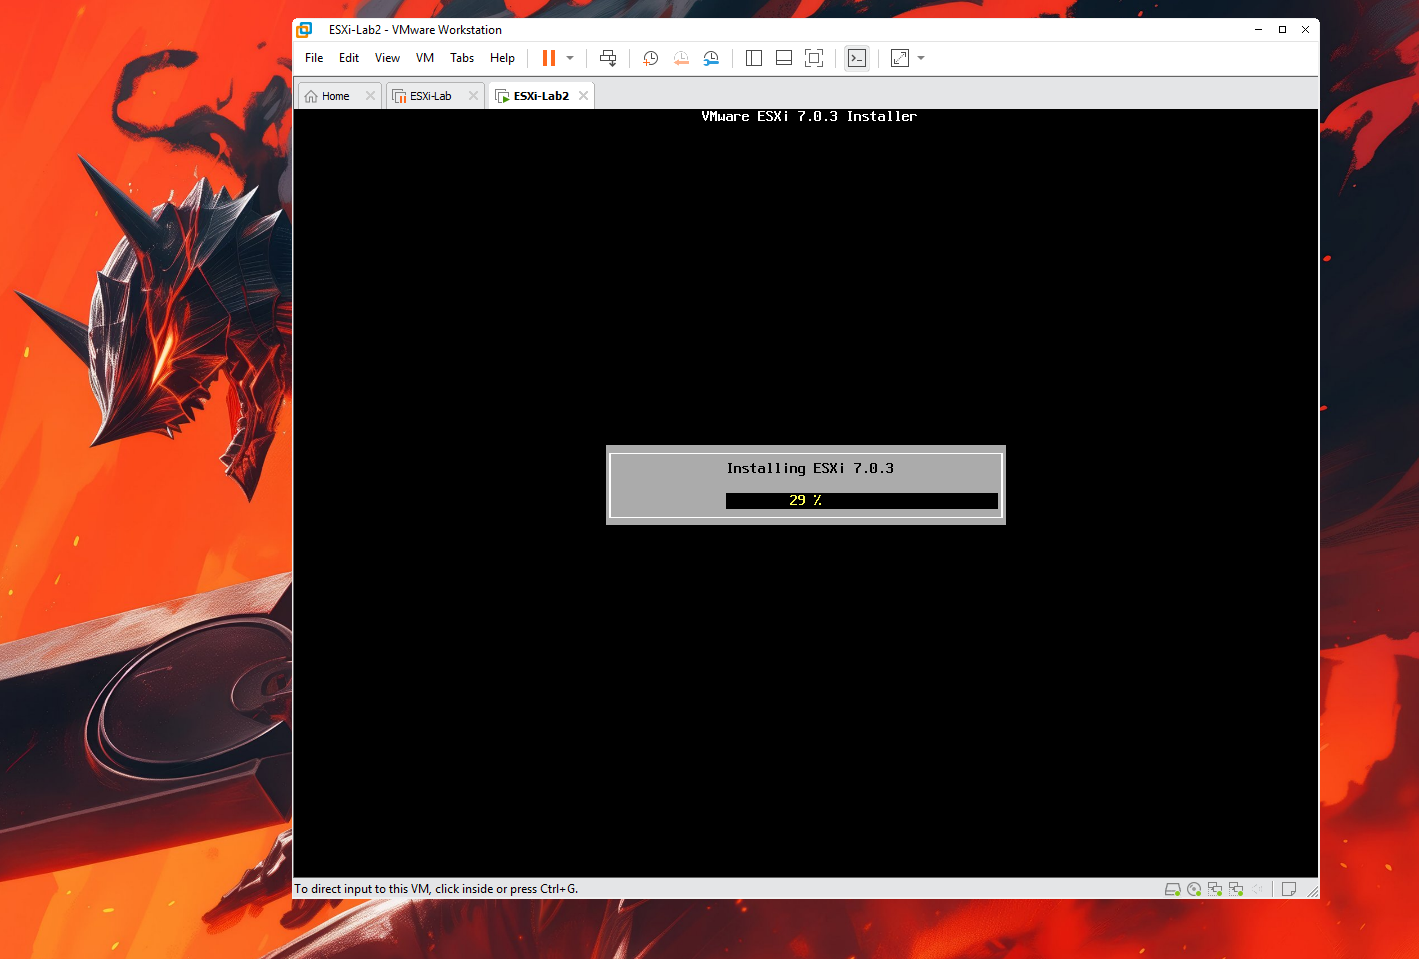 ESXi-Lab2 - VMware Workstation
File Edit View VM Tabs Help
Home ESXi-Lab ESXi-Lab2
VMware ESXi 7.0.3 Installer
Installing ESXi 7.0.3
29 %
To direct input to this VM, click inside or press Ctrl+G.